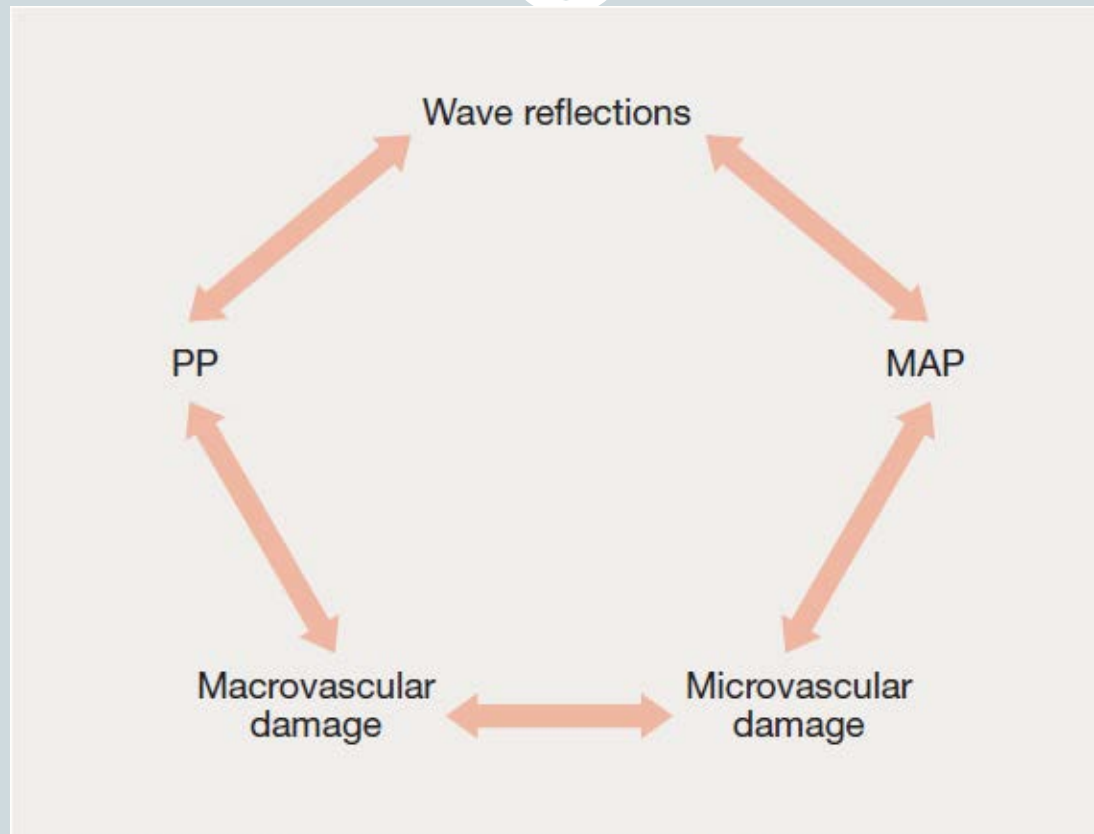 Wave reflections
PP
MAP
Macrovascular
damage
Microvascular
damage